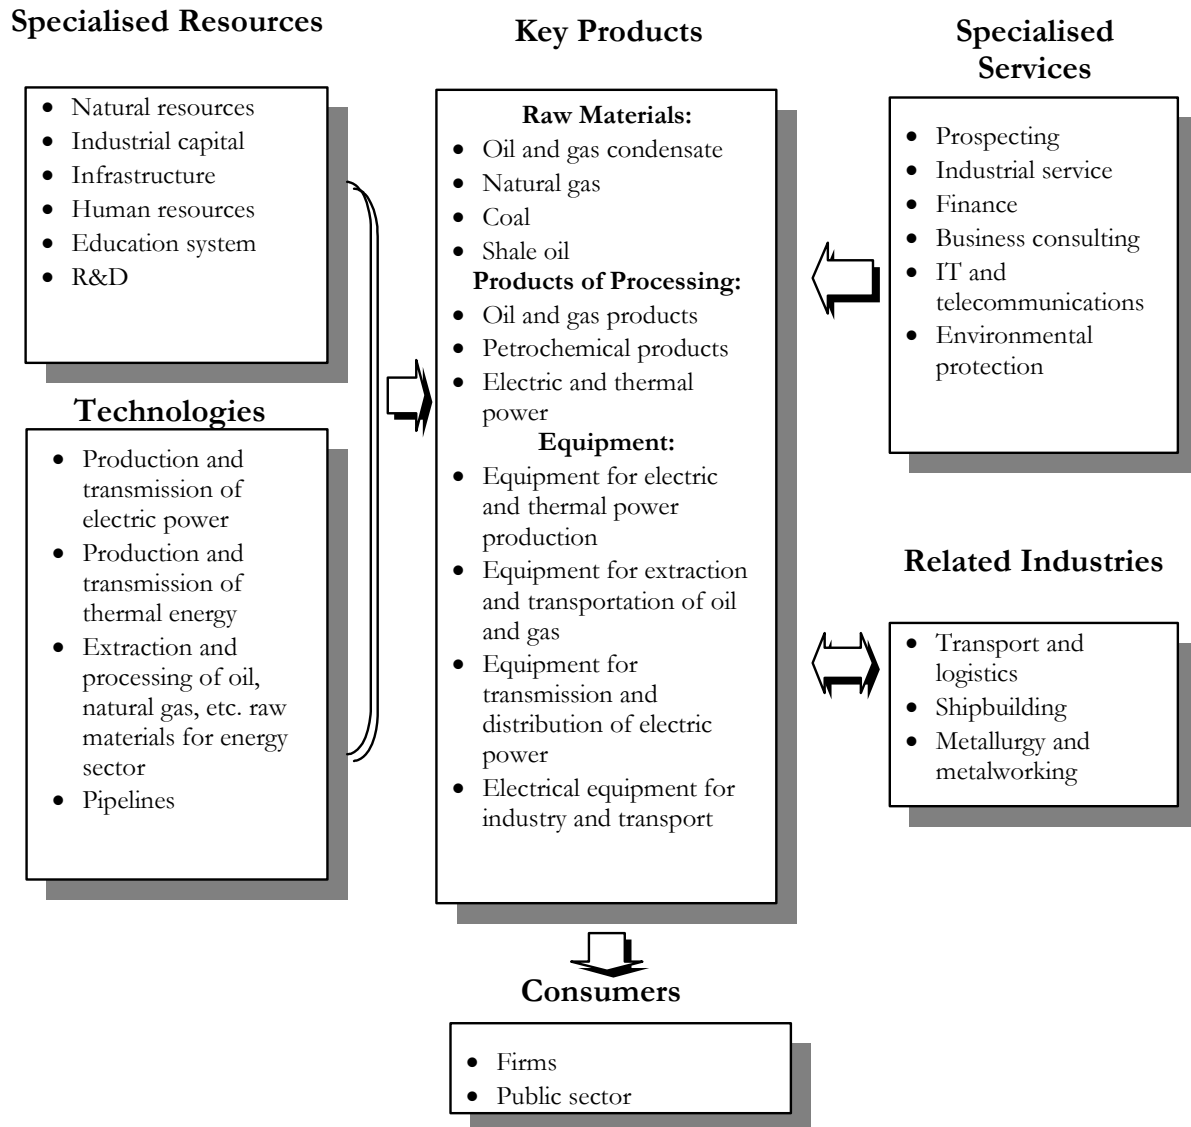 Specialised Resources
• Natural resources
• Industrial capital
• Infrastructure
• Human resources
• Education system
• R&D
Technologies
• Production and
transmission of
electric power
• Production and
transmission of
thermal energy
• Extraction and
processing of oil,
natural gas, etc. raw
materials for energy
sector
• Pipelines
Key Products
Raw Materials:
• Oil and gas condensate
• Natural gas
• Coal
• Shale oil
Products of Processing:
• Oil and gas products
• Petrochemical products
• Electric and thermal
power
Equipment:
• Equipment for electric
and thermal power
production
• Equipment for extraction
and transportation of oil
and gas
• Equipment for
transmission and
distribution of electric
power
• Electrical equipment for
industry and transport
Specialised
Services
• Prospecting
• Industrial service
• Finance
• Business consulting
• IT and
telecommunications
• Environmental
protection
Related Industries
• Transport and
logistics
• Shipbuilding
• Metallurgy and
metalworking
Consumers
• Firms
• Public sector